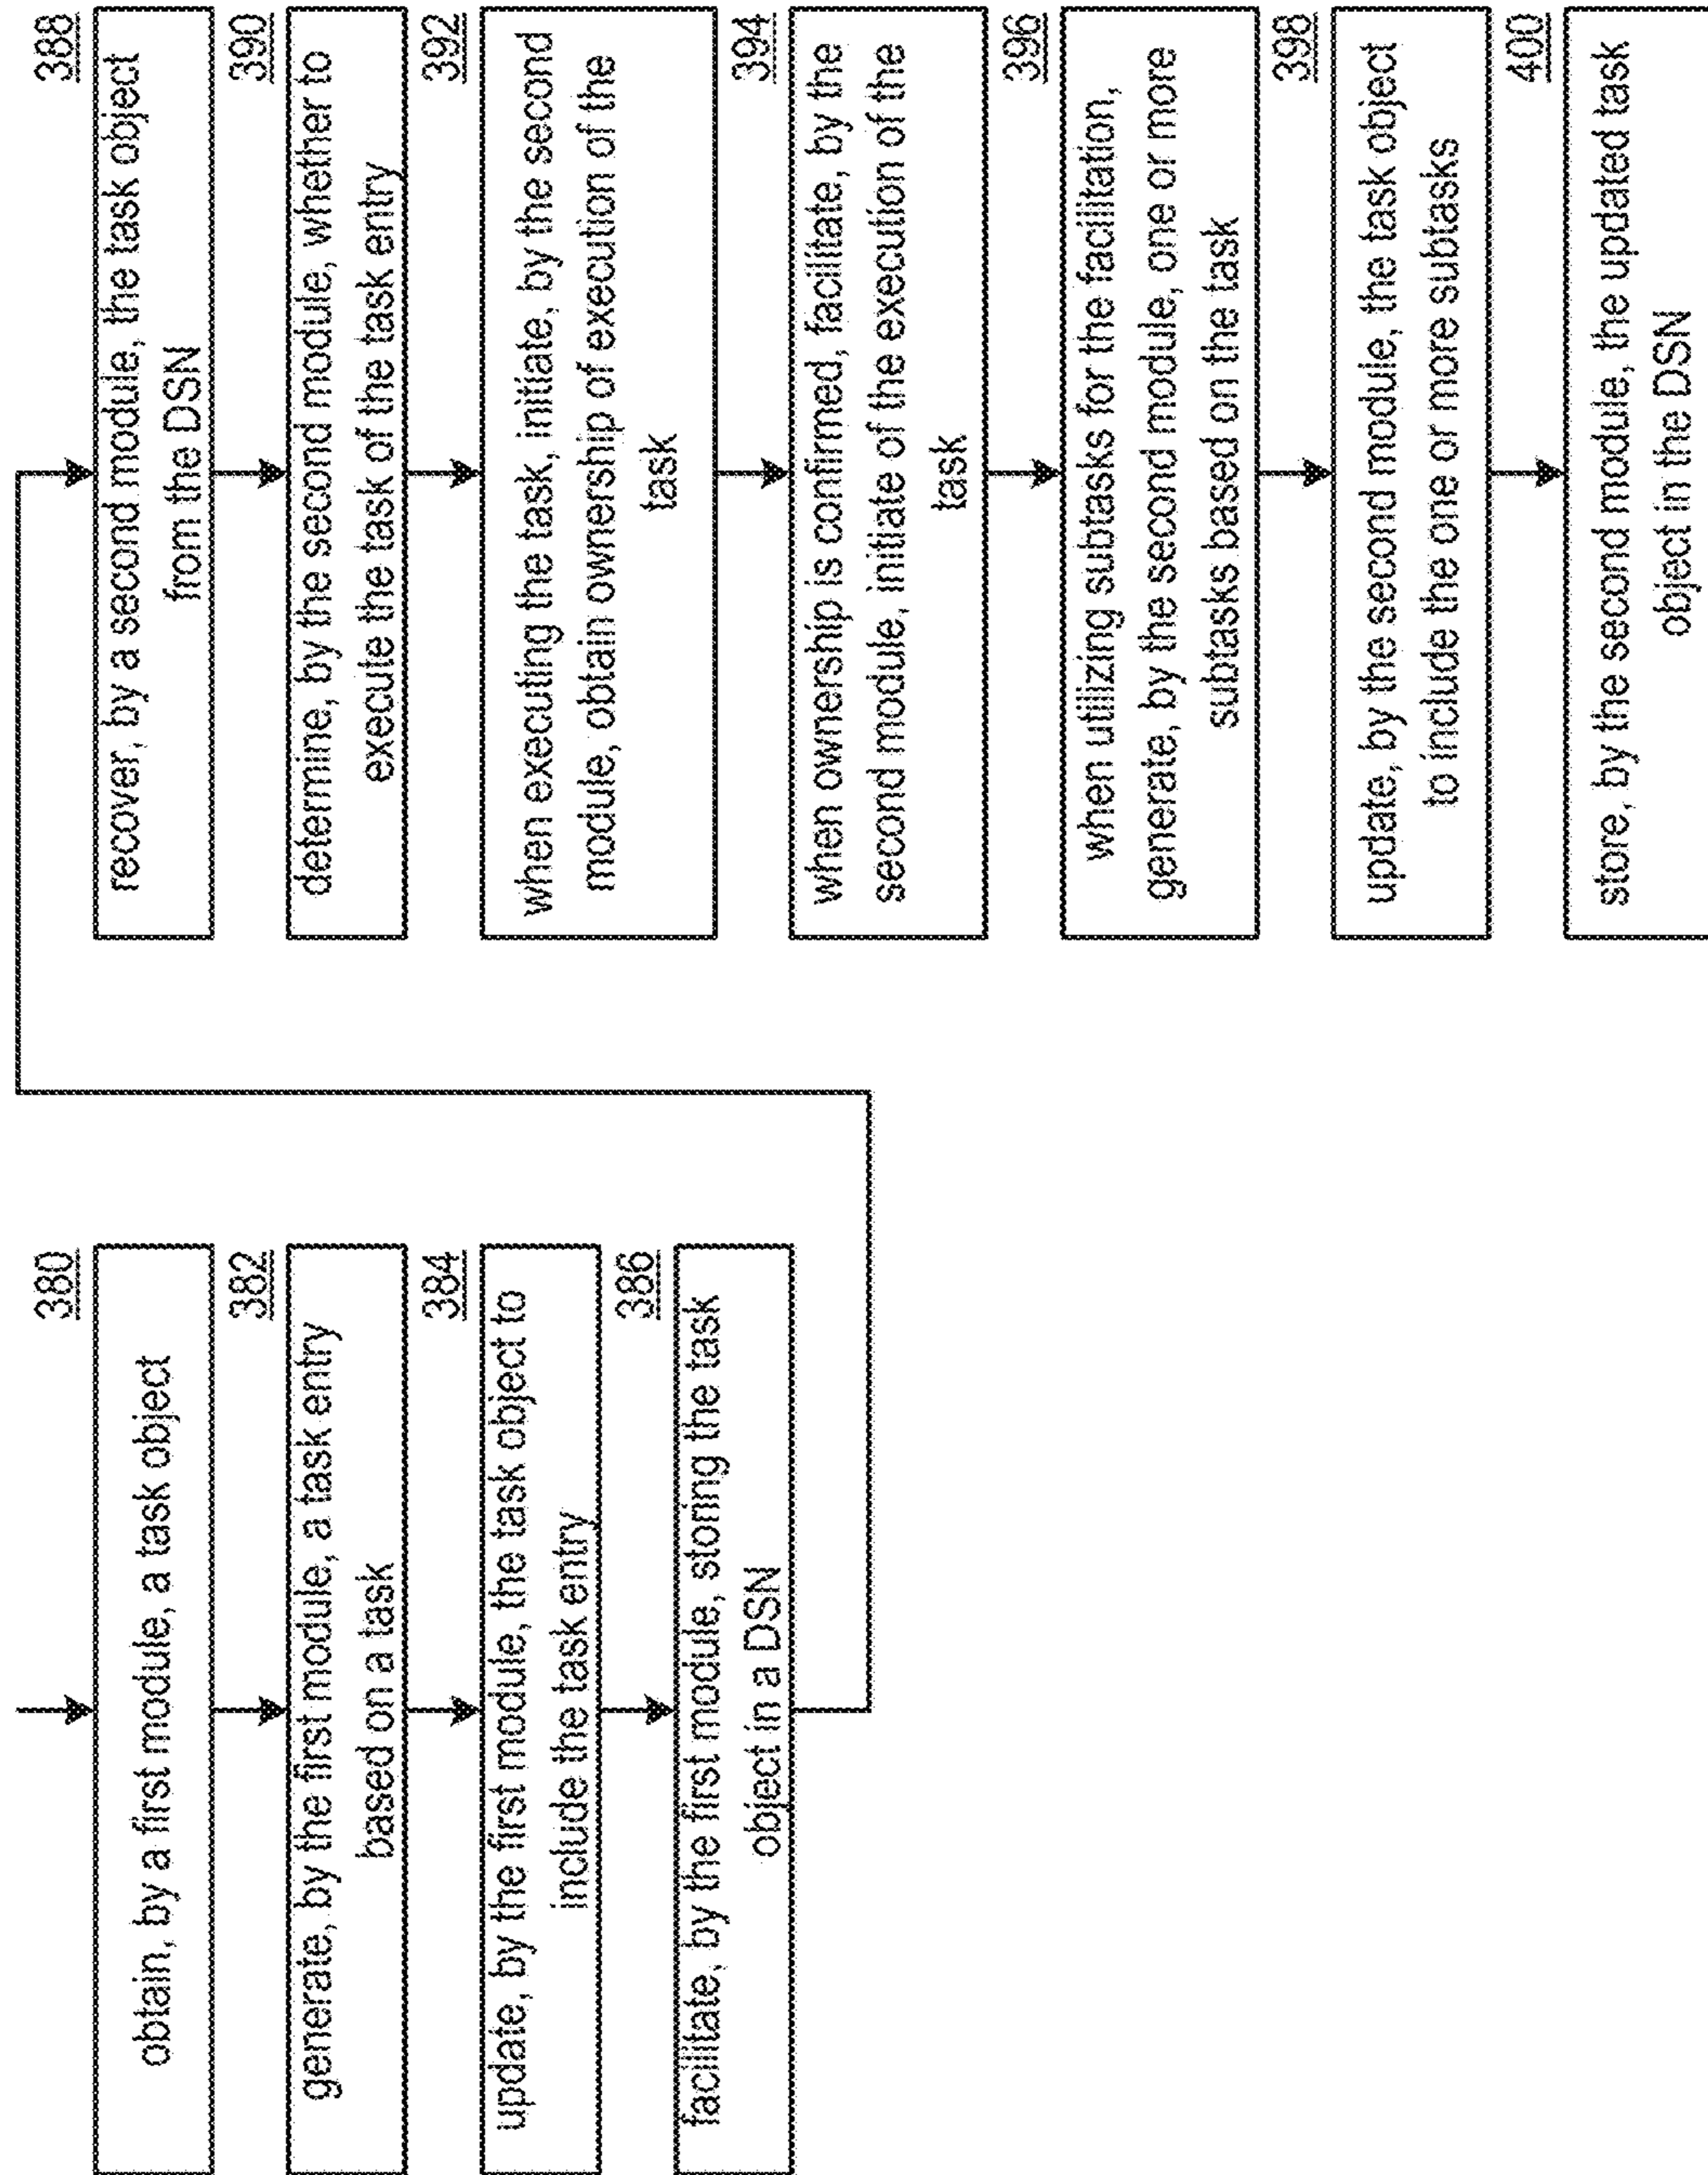 380
obtain, by a first module, a task object
382
generate, by the first module, a task entry
based on a task
384
update, by the first module, the task object to
include the task entry
386
facilitate, by the first module, storing the task
object in a DSN
388
recover, by a second module, the task object
from the DSN
390
determine, by the second module, whether to
execute the task of the task entry
392
when executing the task, initiate, by the second
module, obtain ownership of execution of the
task
394
when ownership is confirmed, facilitate, by the
second module, initiate of the execution of the
task
396
when utilizing subtasks for the facilitation,
generate, by the second module, one or more
subtasks based on the task
398
update, by the second module, the task object
to include the one or more subtasks
400
store, by the second module, the updated task
object in the DSN